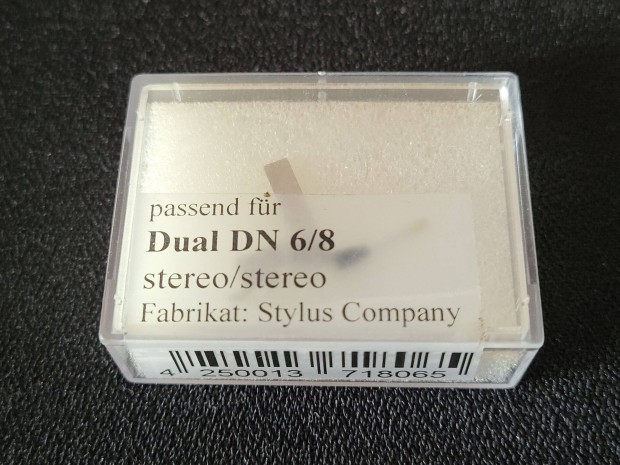 passend für
Dual DN 6/8
stereo/stereo
Fabrikat: Stylus Company
4 250013 718065